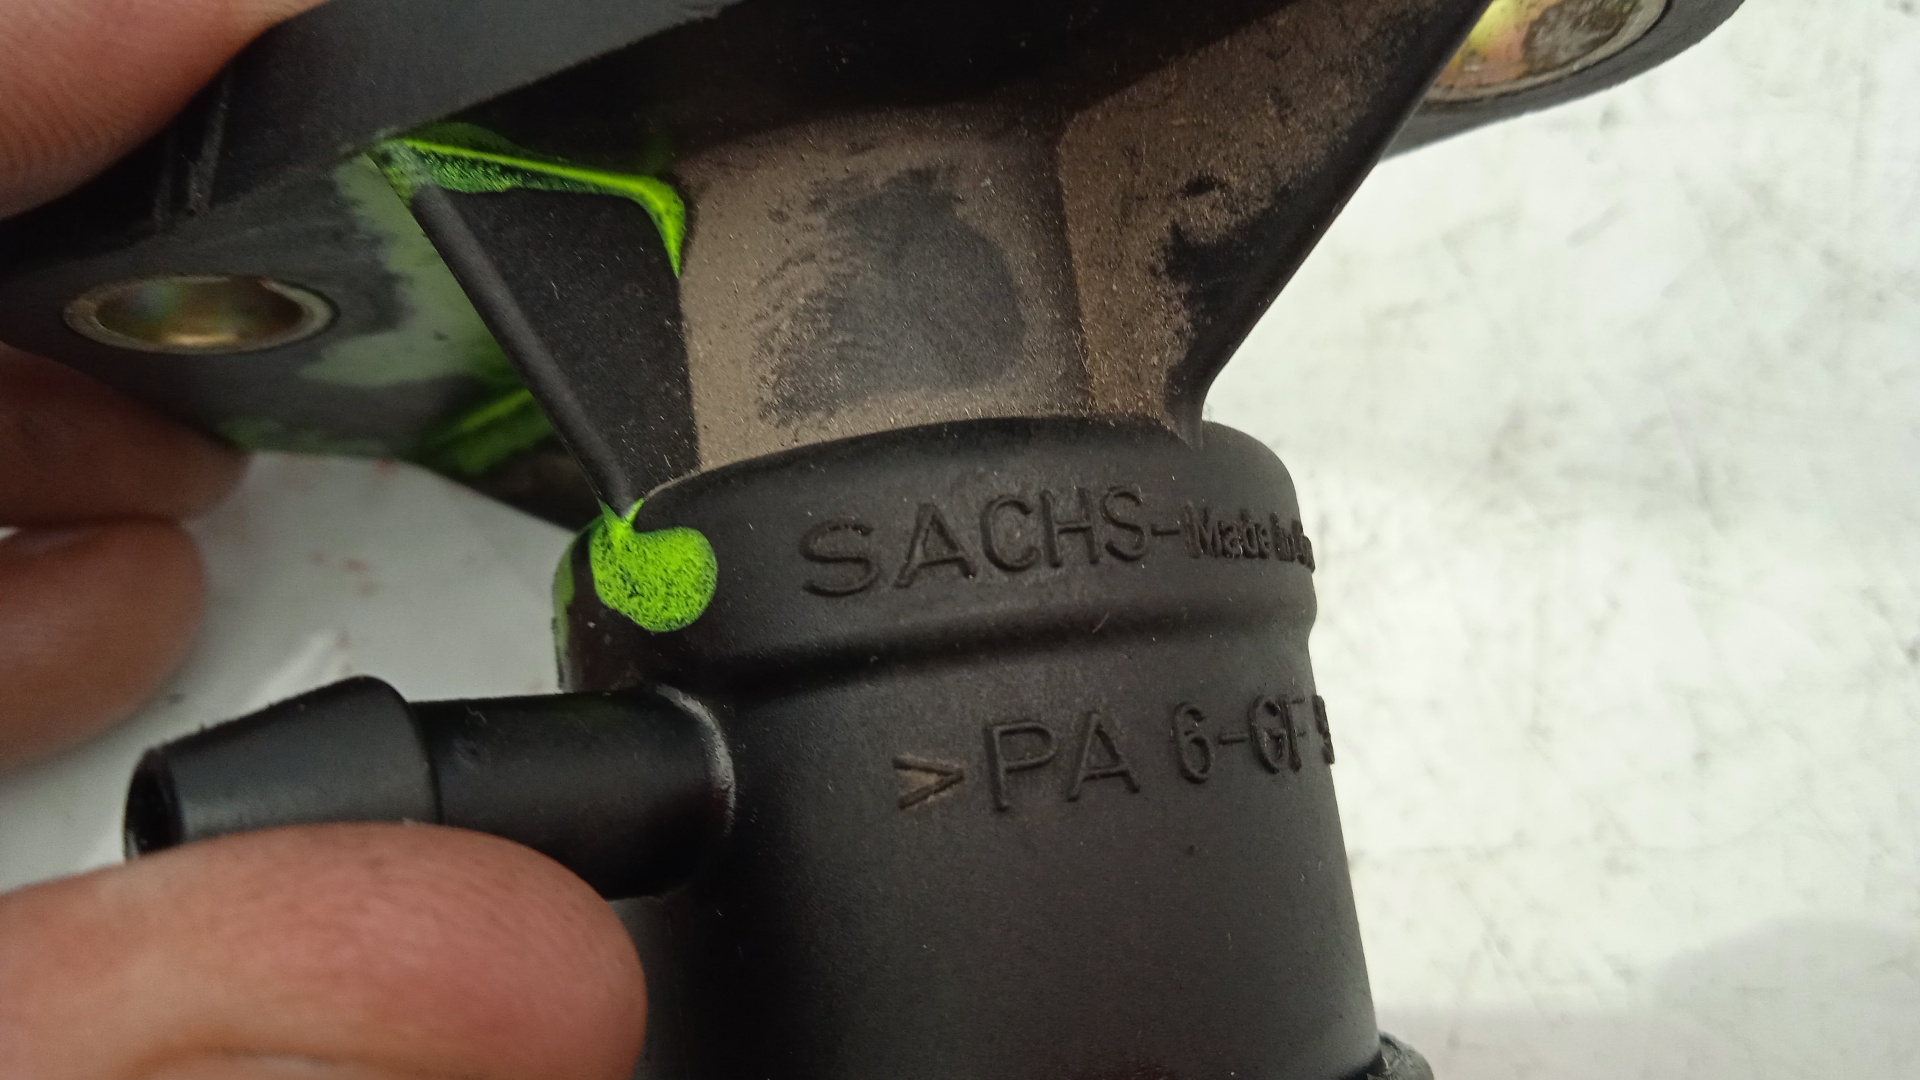 SACHS-Made in
>PA 6-GF